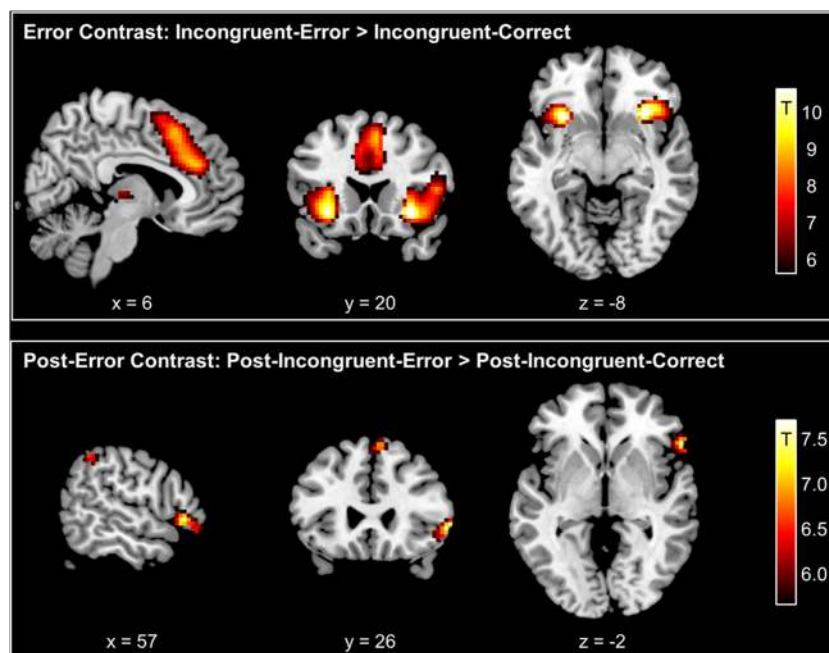 Error Contrast: Incongruent-Error > Incongruent-Correct
T
10
9
8
7
6
x = 6
y = 20
z = -8
Post-Error Contrast: Post-Incongruent-Error > Post-Incongruent-Correct
T
7.5
7.0
6.5
6.0
x = 57
y = 26
z = -2